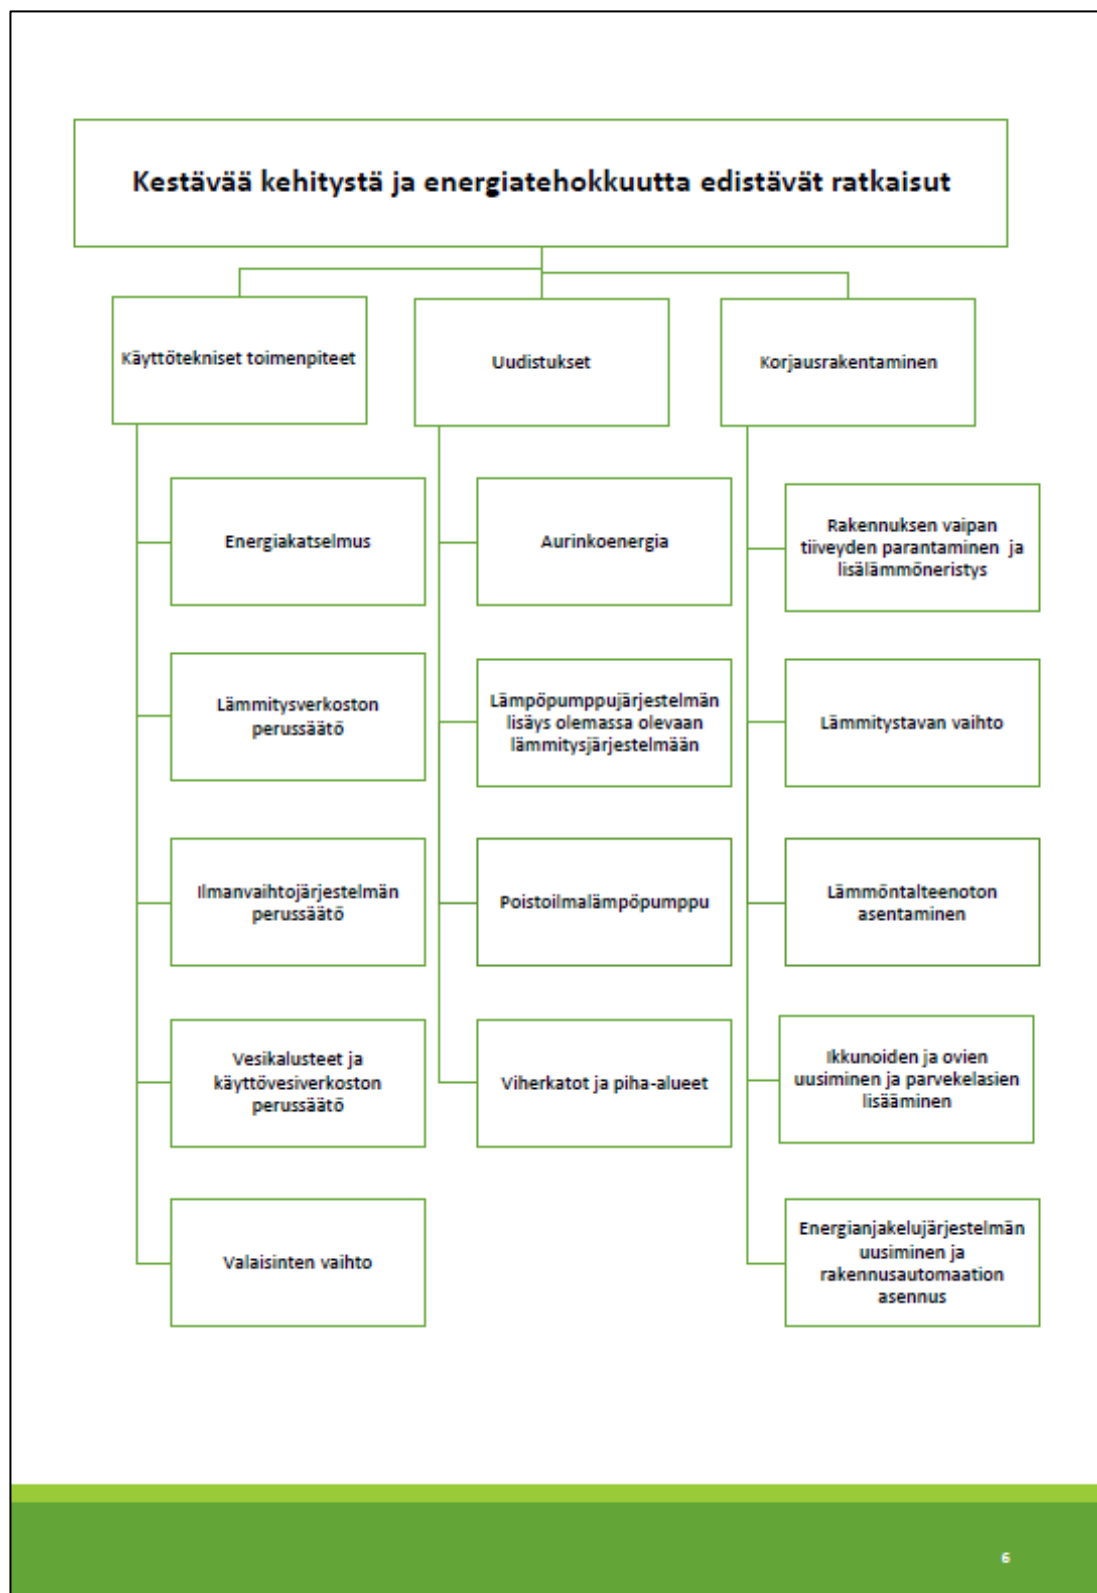 Kestävää kehitystä ja energiatehokkuutta edistävät ratkaisut
Käyttötekniset toimenpiteet
Energiakatselmus
Lämmitysverkoston
perussäätö
Ilmanvaihtojärjestelmän
perussäätö
Vesikalusteet ja
käyttövesiverkoston
perussäätö
Valaisinten vaihto
Uudistukset
Aurinkoenergia
Lämpöpumppujärjestelmän
lisäys olemassa olevaan
lämmitysjärjestelmään
Poistoilmalämpöpumppu
Viherkatot ja piha-alueet
Korjausrakentaminen
Rakennuksen vaipan
tiiveyden parantaminen ja
lisälämmöneristys
Lämmitystavan vaihto
Lämmöntalteenoton
asentaminen
Ikkunoiden ja ovien
uusiminen ja parvekelasien
lisääminen
Energianjakelujärjestelmän
uusiminen ja
rakennusautomaation
asennus
6